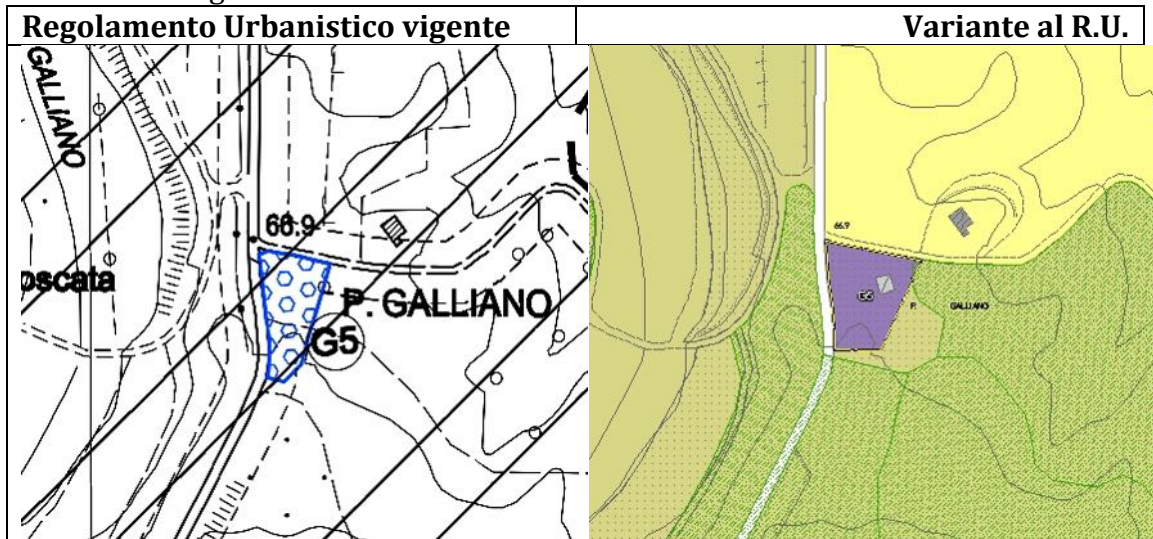 Regolamento Urbanistico vigente
Variante al R.U.
GALLIANO
66.9
oscata
P. GALLIANO
G5
66.9
G5
P. GALLIANO